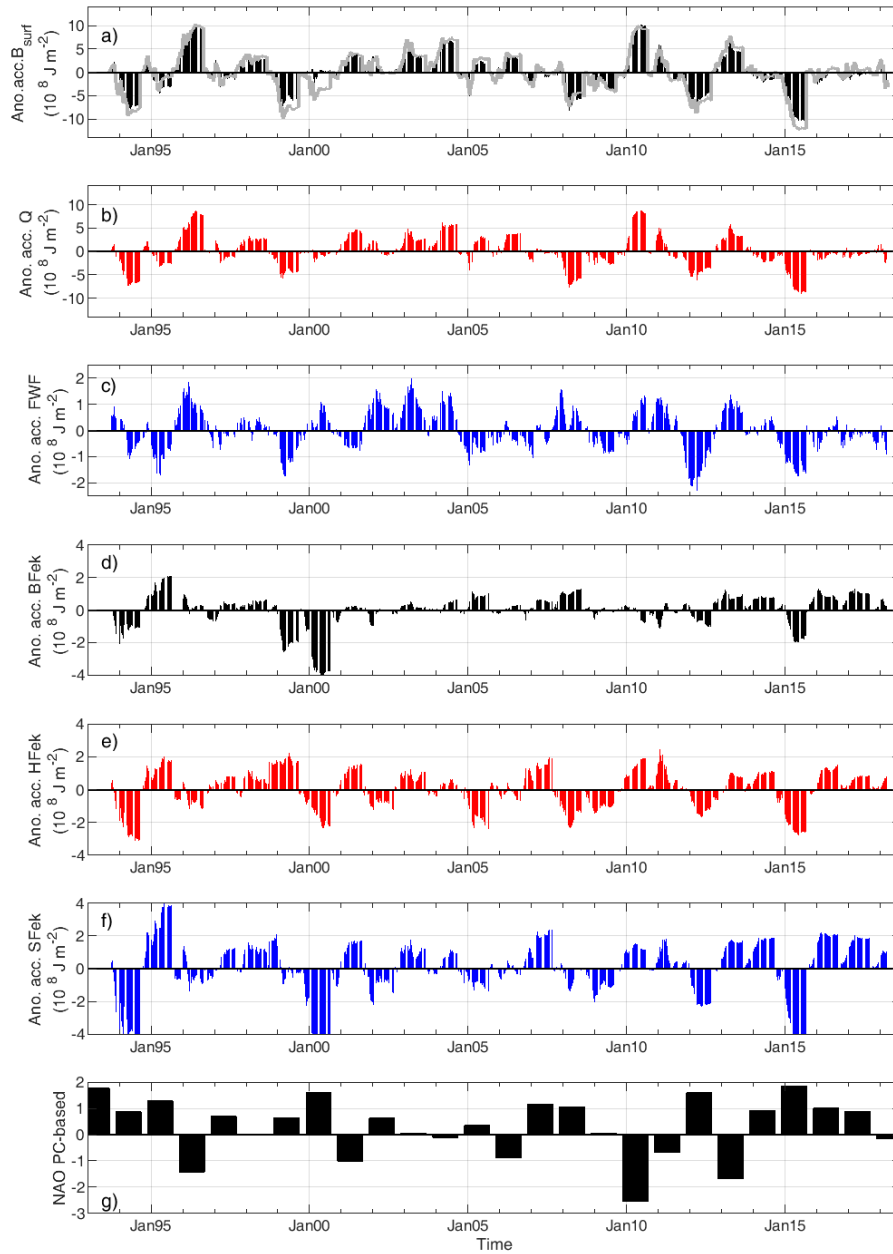 a)
Ano.acc.B_surf
(10 ^8 J m^-2)
10
5
0
-5
-10
Jan95 Jan00 Jan05 Jan10 Jan15
b)
Ano. acc. Q
(10 ^8 J m^-2)
10
5
0
-5
-10
Jan95 Jan00 Jan05 Jan10 Jan15
c)
Ano. acc. FWF
(10 ^8 J m^-2)
2
1
0
-1
-2
Jan95 Jan00 Jan05 Jan10 Jan15
d)
Ano. acc. BFek
(10 ^8 J m^-2)
4
2
0
-2
-4
Jan95 Jan00 Jan05 Jan10 Jan15
e)
Ano. acc. HFek
(10 ^8 J m^-2)
4
2
0
-2
-4
Jan95 Jan00 Jan05 Jan10 Jan15
f)
Ano. acc. SFek
(10 ^8 J m^-2)
4
2
0
-2
-4
Jan95 Jan00 Jan05 Jan10 Jan15
g)
NAO PC-based
2
1
0
-1
-2
-3
Jan95 Jan00 Jan05 Jan10 Jan15
Time